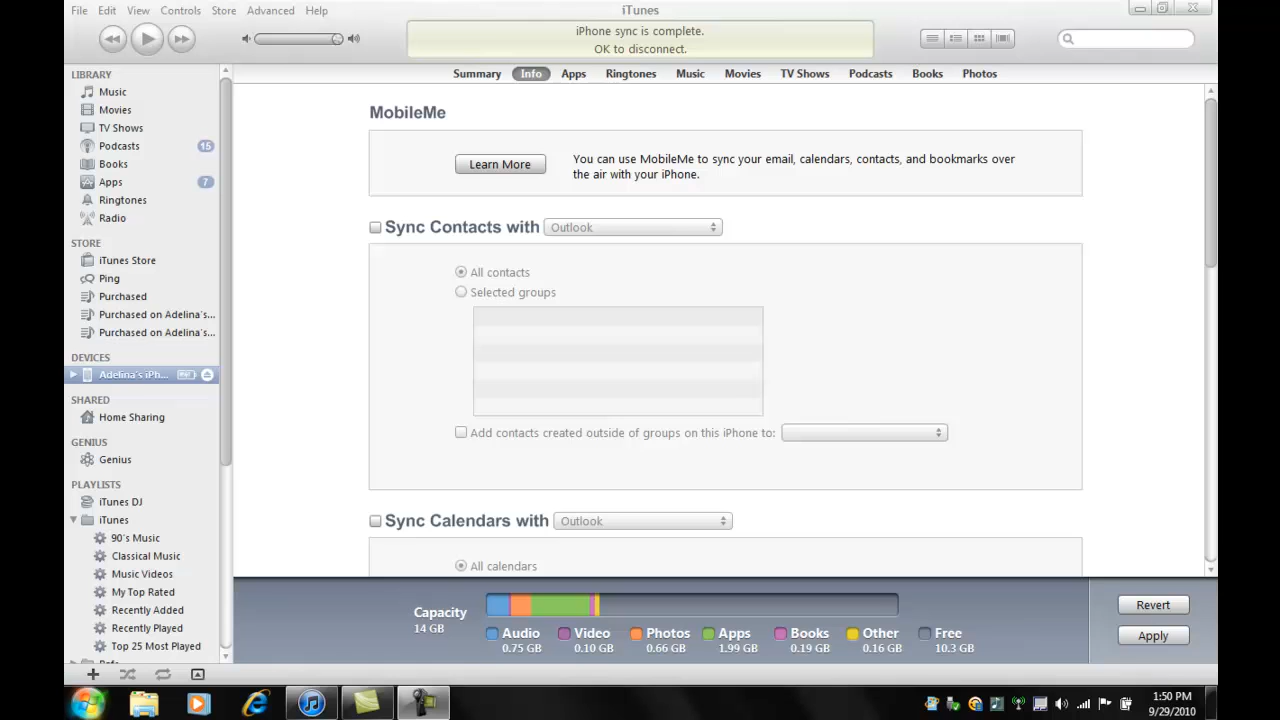 File Edit View Controls Store Advanced Help
iTunes
iPhone sync is complete.
OK to disconnect.
LIBRARY
Music
Movies
TV Shows
Podcasts 15
Books
Apps 7
Ringtones
Radio
STORE
iTunes Store
Ping
Purchased
Purchased on Adelina's...
Purchased on Adelina's...
DEVICES
Adelina's iPh...
SHARED
Home Sharing
GENIUS
Genius
PLAYLISTS
iTunes DJ
iTunes
90's Music
Classical Music
Music Videos
My Top Rated
Recently Added
Recently Played
Top 25 Most Played
Summary Info Apps Ringtones Music Movies TV Shows Podcasts Books Photos
MobileMe
Learn More
You can use MobileMe to sync your email, calendars, contacts, and bookmarks over
the air with your iPhone.
Sync Contacts with Outlook
All contacts
Selected groups
Add contacts created outside of groups on this iPhone to:
Sync Calendars with Outlook
All calendars
Capacity
14 GB
Audio Video Photos Apps Books Other Free
0.75 GB 0.10 GB 0.66 GB 1.99 GB 0.19 GB 0.16 GB 10.3 GB
Revert
Apply
1:50 PM
9/29/2010